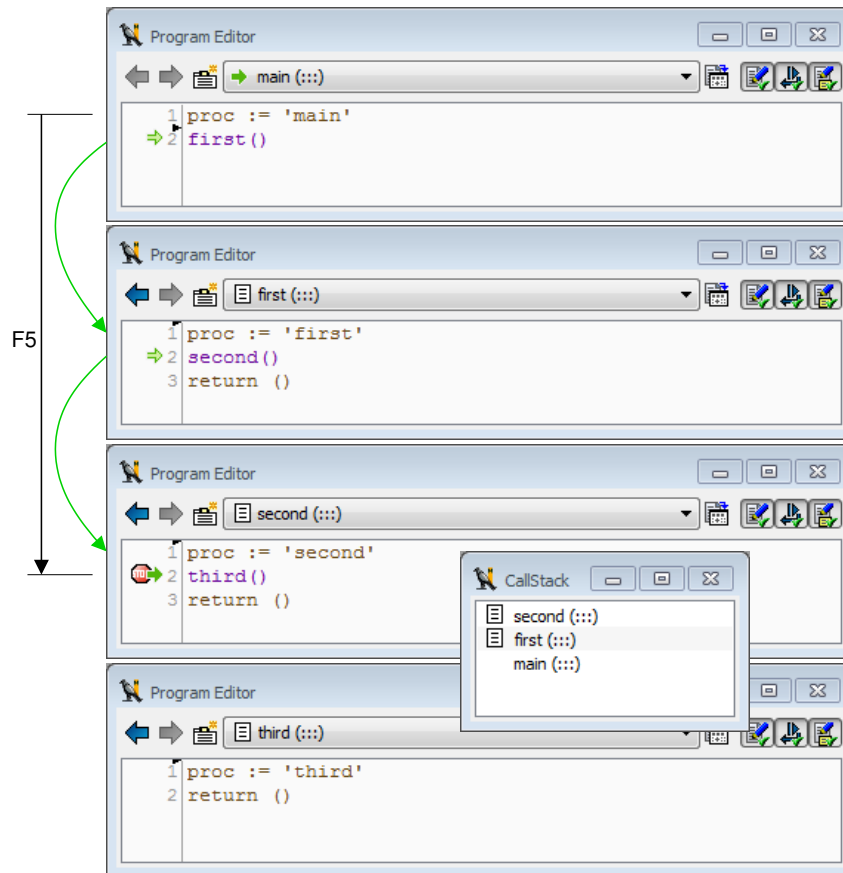 Program Editor
main (:::)
1 proc := 'main'
2 first()
Program Editor
first (:::)
1 proc := 'first'
2 second()
3 return ()
F5
Program Editor
second (:::)
1 proc := 'second'
2 third()
3 return ()
CallStack
second (:::)
first (:::)
main (:::)
Program Editor
third (:::)
1 proc := 'third'
2 return ()